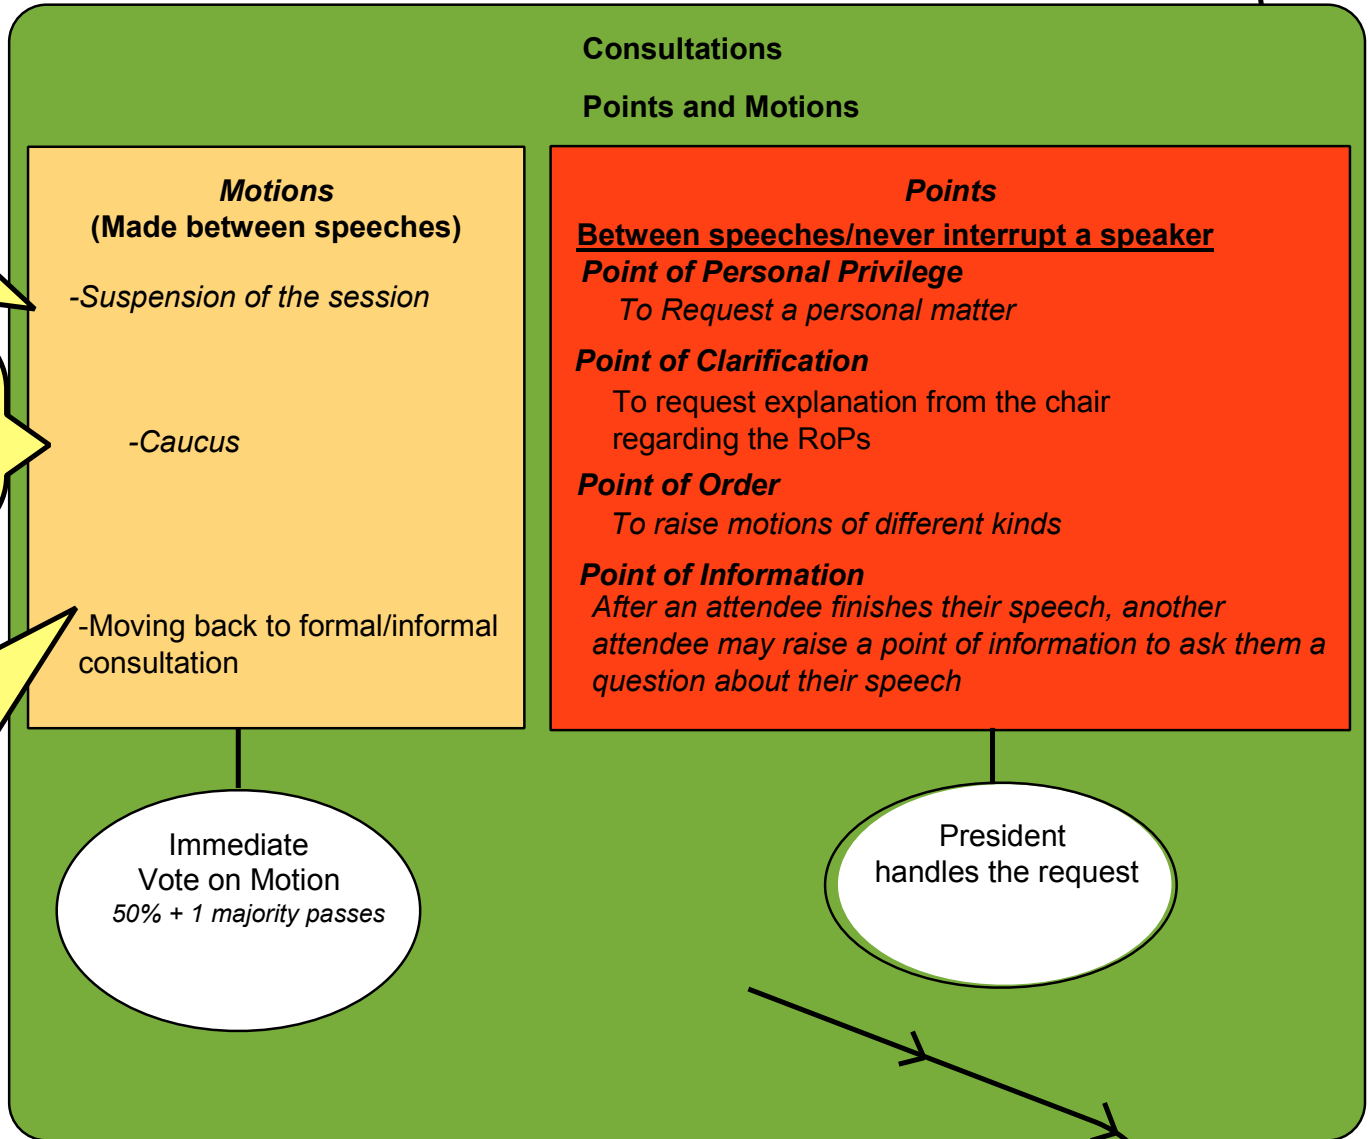 Consultations
Points and Motions
Motions
(Made between speeches)
-Suspension of the session
-Caucus
-Moving back to formal/informal
consultation
Immediate
Vote on Motion
50% + 1 majority passes
Points
Between speeches/never interrupt a speaker
Point of Personal Privilege
To Request a personal matter
Point of Clarification
To request explanation from the chair
regarding the RoPs
Point of Order
To raise motions of different kinds
Point of Information
After an attendee finishes their speech, another
attendee may raise a point of information to ask them a
question about their speech
President
handles the request